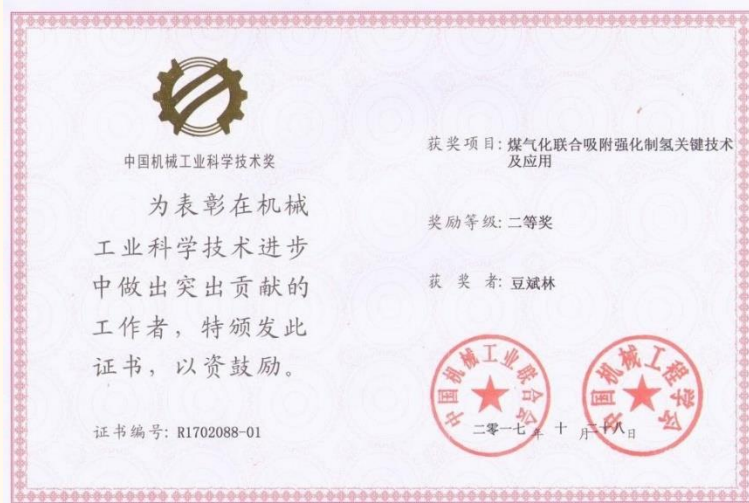 中国机械工业科学技术奖
为表彰在机械
工业科学技术进步
中做出突出贡献的
工作者，特颁发此
证书，以资鼓励。
证书编号: R1702088-01
获奖项目: 煤气化联合吸附强化制氢关键技术
及应用
奖励等级: 二等奖
获 奖 者: 豆斌林
中国机械工业联合会
中国机械工程学会
二零一七年十月二十八日